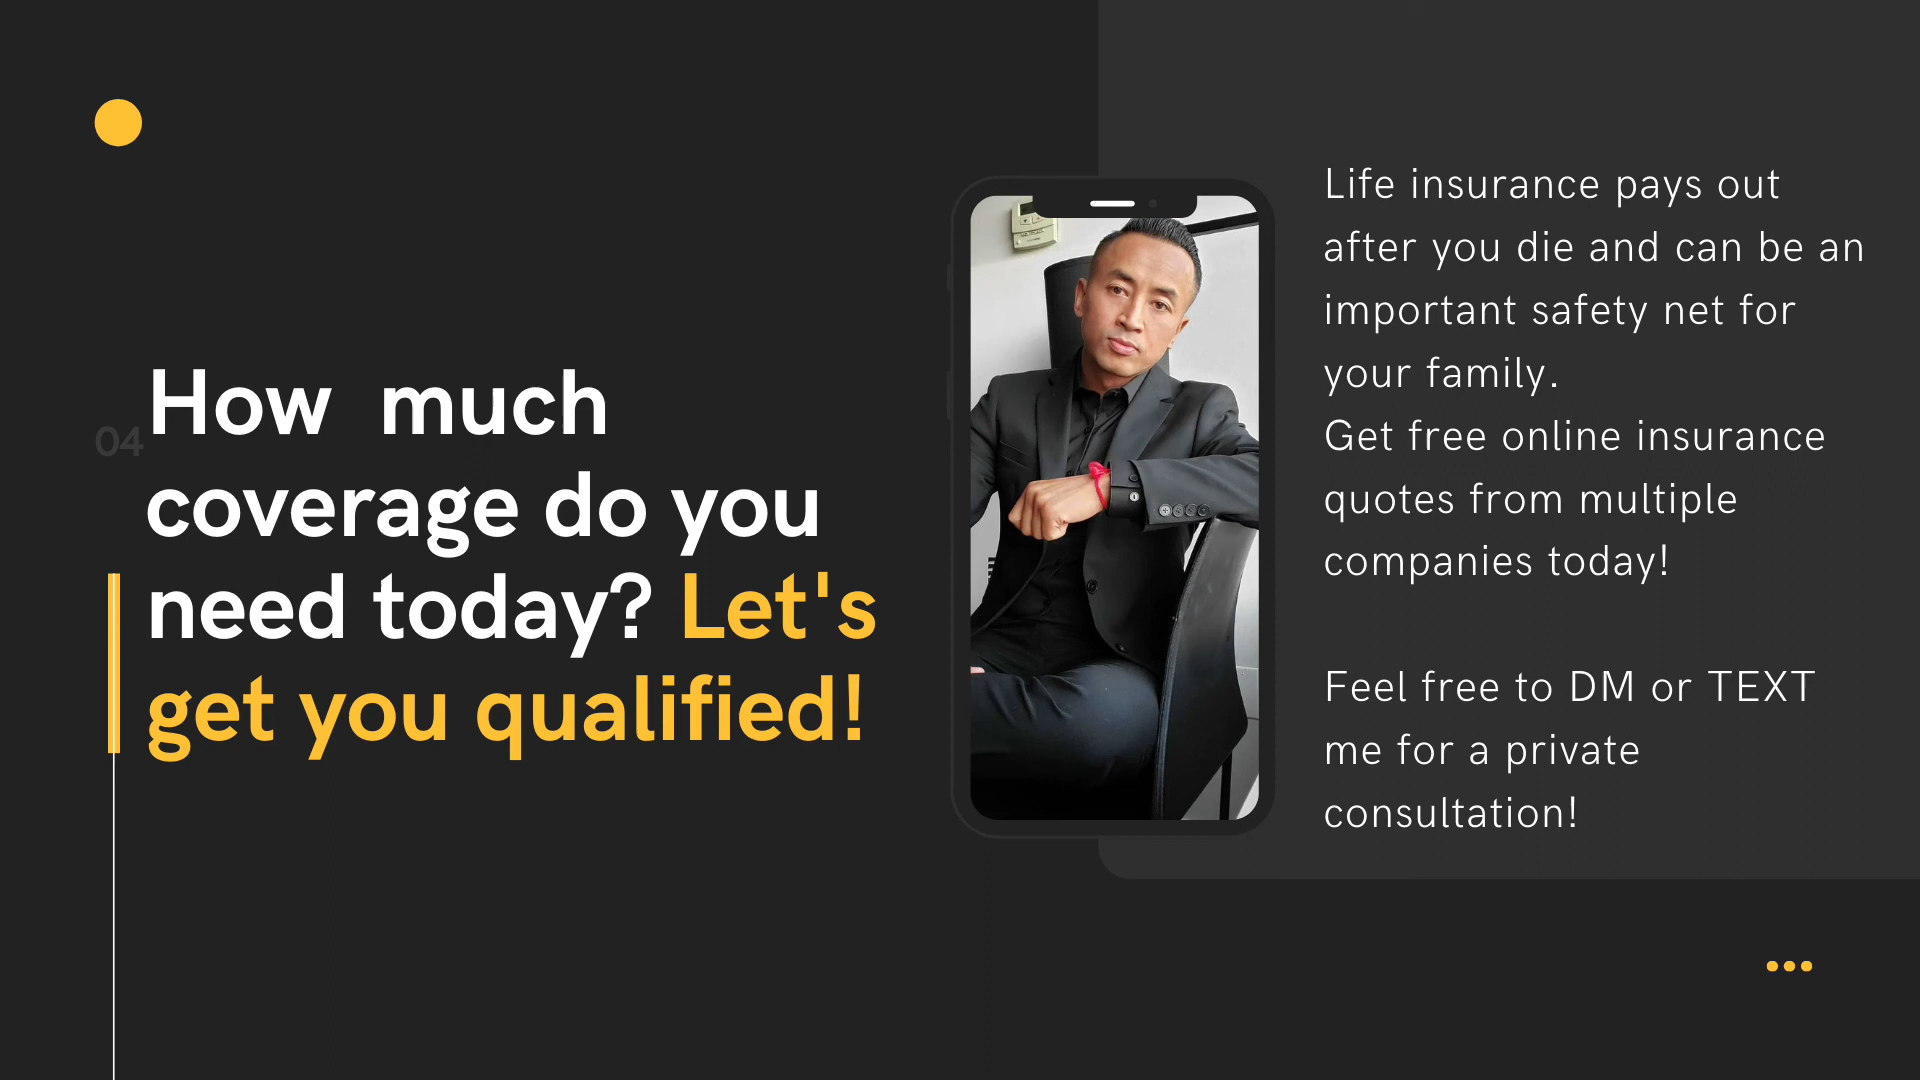 04
How  much
coverage do you
need today? Let's
get you qualified!
Life insurance pays out
after you die and can be an
important safety net for
your family.
Get free online insurance
quotes from multiple
companies today!
Feel free to DM or TEXT
me for a private
consultation!